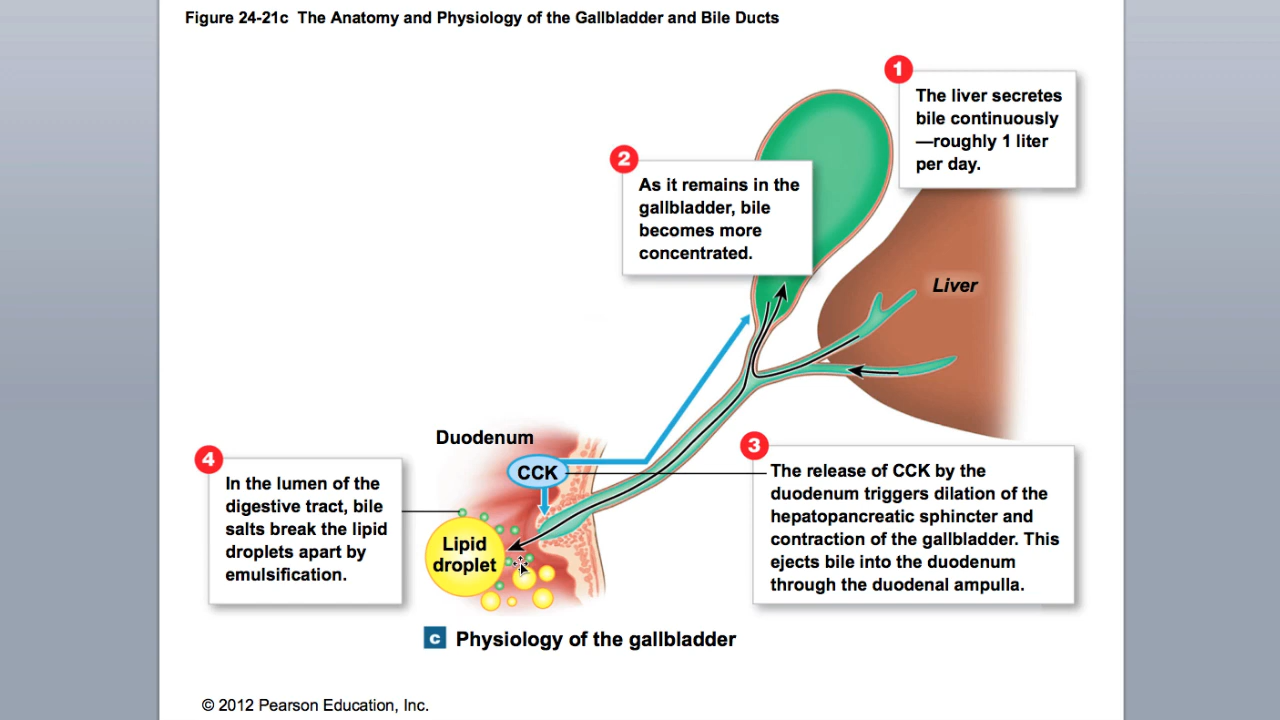 Figure 24-21c The Anatomy and Physiology of the Gallbladder and Bile Ducts
1
The liver secretes
bile continuously
—roughly 1 liter
per day.
2
As it remains in the
gallbladder, bile
becomes more
concentrated.
Liver
Duodenum
CCK
3
The release of CCK by the
duodenum triggers dilation of the
hepatopancreatic sphincter and
contraction of the gallbladder. This
ejects bile into the duodenum
through the duodenal ampulla.
4
In the lumen of the
digestive tract, bile
salts break the lipid
droplets apart by
emulsification.
Lipid
droplet
c Physiology of the gallbladder
© 2012 Pearson Education, Inc.